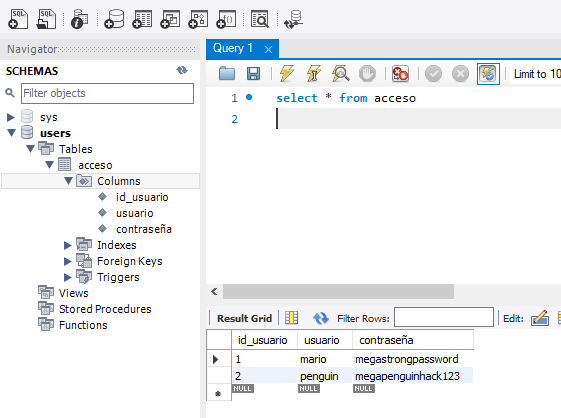 SQL SQL
Navigator
Query 1
SCHEMAS
Filter objects
Limit to 10
sys
users
Tables
acceso
Columns
id_usuario
usuario
contraseña
Indexes
Foreign Keys
Triggers
Views
Stored Procedures
Functions
1 select * from acceso
2
Result Grid Filter Rows: Edit:
id_usuario usuario contraseña
1 mario megastrongpassword
2 penguin megapenguinhack123
NULL NULL NULL